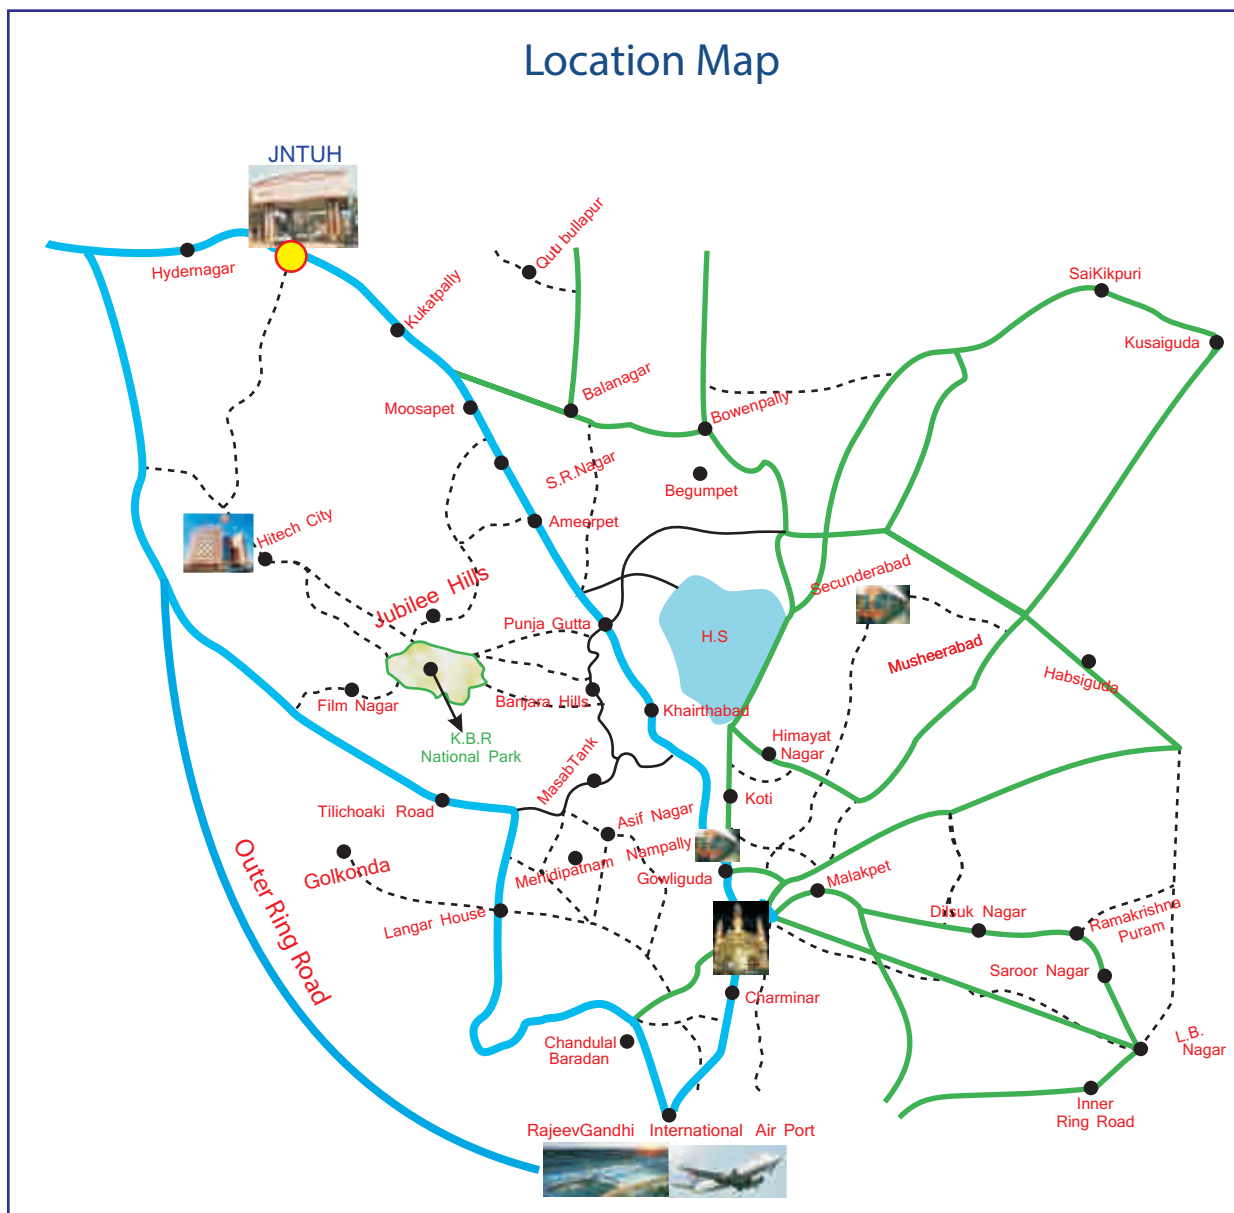 Location Map
JNTUH
Quti bullapur
Hydernagar
SaiKikpuri
Kukatpally
Kusaiguda
Balanagar
Moosapet
Bowenpally
S.R.Nagar
Begumpet
Ameerpet
Hitech City
Secunderabad
Jubilee Hills
Punja Gutta
H.S
Musheerabad
Habsiguda
Film Nagar
Banjara Hills
Khairthabad
K.B.R
National Park
Himayat
Nagar
MasabTank
Koti
Tilichoaki Road
Asif Nagar
Golkonda
Mehidipatnam
Nampally
Gowliguda
Malakpet
Outer Ring Road
Langar House
Dilsuk Nagar
Ramakrishna
Puram
Saroor Nagar
Charminar
Chandulal
Baradan
L.B.
Nagar
Inner
Ring Road
RajeevGandhi International Air Port